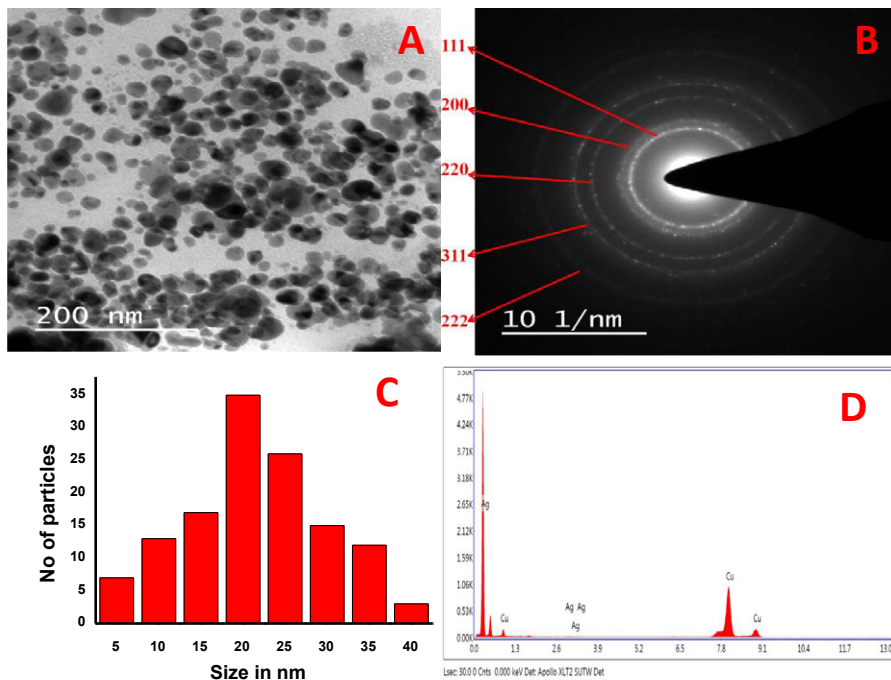 A
200 nm
B
111
200
220
311
222
10 1/nm
C
No of particles
35
30
25
20
15
10
5
0
5 10 15 20 25 30 35 40
Size in nm
D
4.77K
4.24K
3.71K
3.18K
2.65K
2.12K
1.59K
1.06K
0.53K
0.00K
Ag
Cu
Ag Ag
Ag
Cu
Cu
0.0 1.3 2.6 3.9 5.2 6.5 7.8 9.1 10.4 11.7 13.0
Lsec: 30.0 0 Cnts 0.000 keV Det: Apollo XLT2 SUTW Det